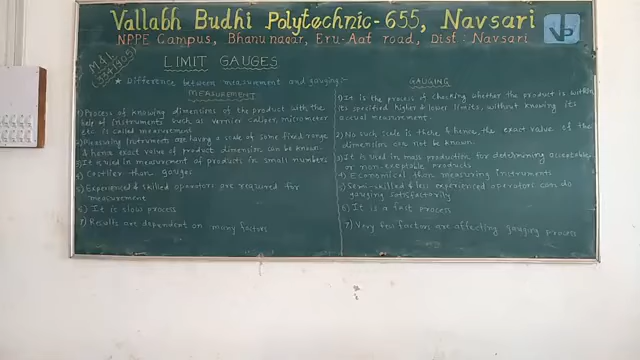 Vallabh Budhi Polytechnic-655, Navsari
NPPE Campus, Bhanunagar, Eru-Aat road, Dist: Navsari
M&I
LIMIT GAUGES
★ Difference between measurement and gauging:-
MEASUREMENT
1) Process of knowing dimensions of the product with the
help of instruments such as vernier caliper, micrometer
etc. is called measurement
2) Measuring instruments are having a scale of some field range
& hence exact value of product dimension can be known
3) It is used in measurement of products in small numbers
4) Costlier than gauges
5) Experienced & skilled operators are required for
measurement
6) It is slow process
7) Results are dependent on many factors
GAUGING
1) It is the process of checking whether the product is within
its specified higher & lower limits, without knowing its
actual measurement
2) No such scale is there & hence the exact value of the
dimension are not be known.
3) It is used in mass production for determining acceptable
or non-exeptable products
4) Economical than measuring instruments
5) Semi-skilled & less experienced operators can do
gauging satisfactorily
6) It is a fast process
7) Very few factors are affecting gauging process